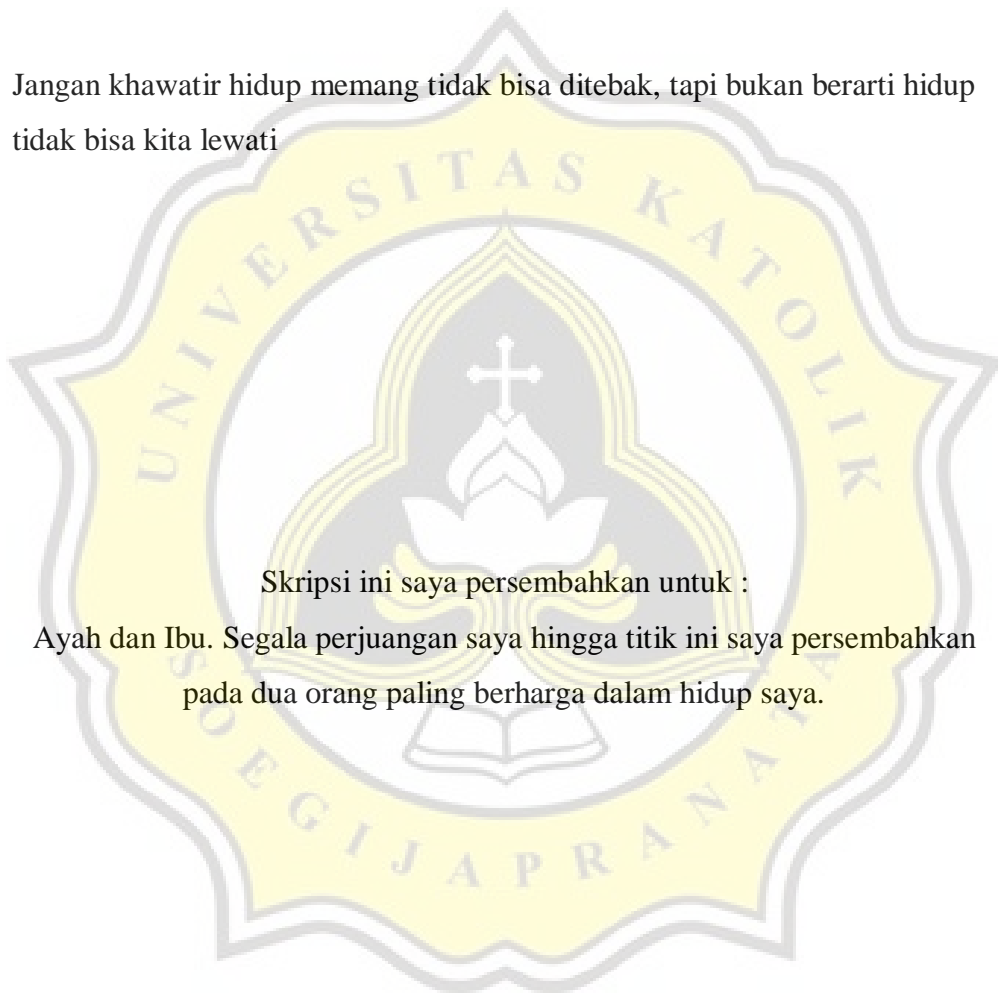 Jangan khawatir hidup memang tidak bisa ditebak, tapi bukan berarti hidup
tidak bisa kita lewati
UNIVERSITAS KATOLIK
Skripsi ini saya persembahkan untuk :
Ayah dan Ibu. Segala perjuangan saya hingga titik ini saya persembahkan
pada dua orang paling berharga dalam hidup saya.
SOEGIJAPRANATA